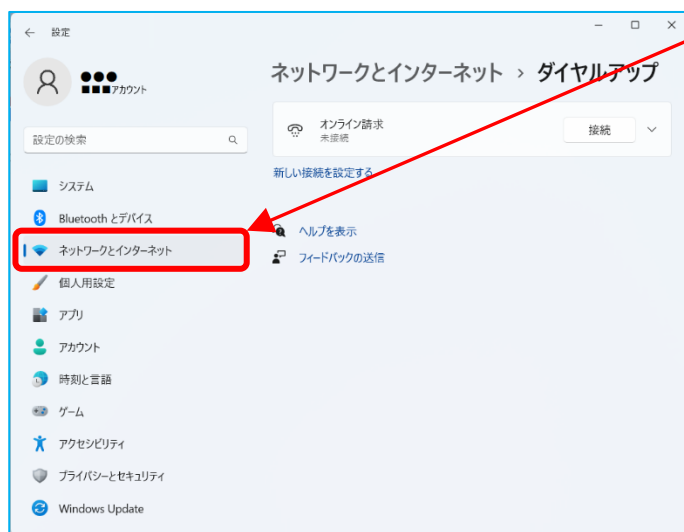 設定
●●●
■■■アカウント
設定の検索
システム
Bluetooth とデバイス
ネットワークとインターネット
個人用設定
アプリ
アカウント
時刻と言語
ゲーム
アクセシビリティ
プライバシーとセキュリティ
Windows Update
ネットワークとインターネット › ダイヤルアップ
オンライン請求
未接続
接続
新しい接続を設定する
ヘルプを表示
フィードバックの送信